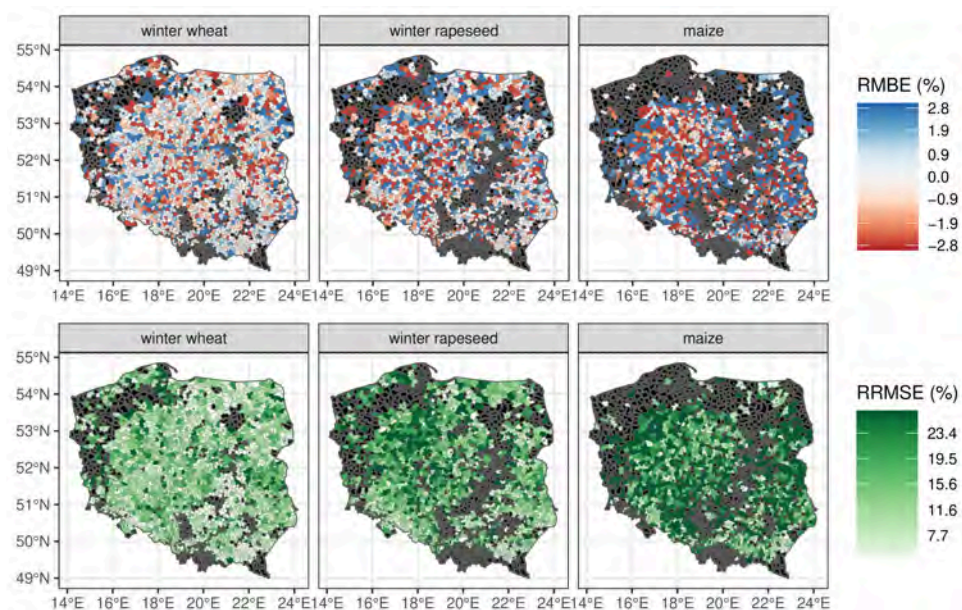 winter wheat winter rapeseed maize
55°N
54°N
53°N
52°N
51°N
50°N
49°N
14°E 16°E 18°E 20°E 22°E 24°E 14°E 16°E 18°E 20°E 22°E 24°E 14°E 16°E 18°E 20°E 22°E 24°E
RMBE (%)
2.8
1.9
0.9
0.0
−0.9
−1.9
−2.8
winter wheat winter rapeseed maize
55°N
54°N
53°N
52°N
51°N
50°N
49°N
14°E 16°E 18°E 20°E 22°E 24°E 14°E 16°E 18°E 20°E 22°E 24°E 14°E 16°E 18°E 20°E 22°E 24°E
RRMSE (%)
23.4
19.5
15.6
11.6
7.7